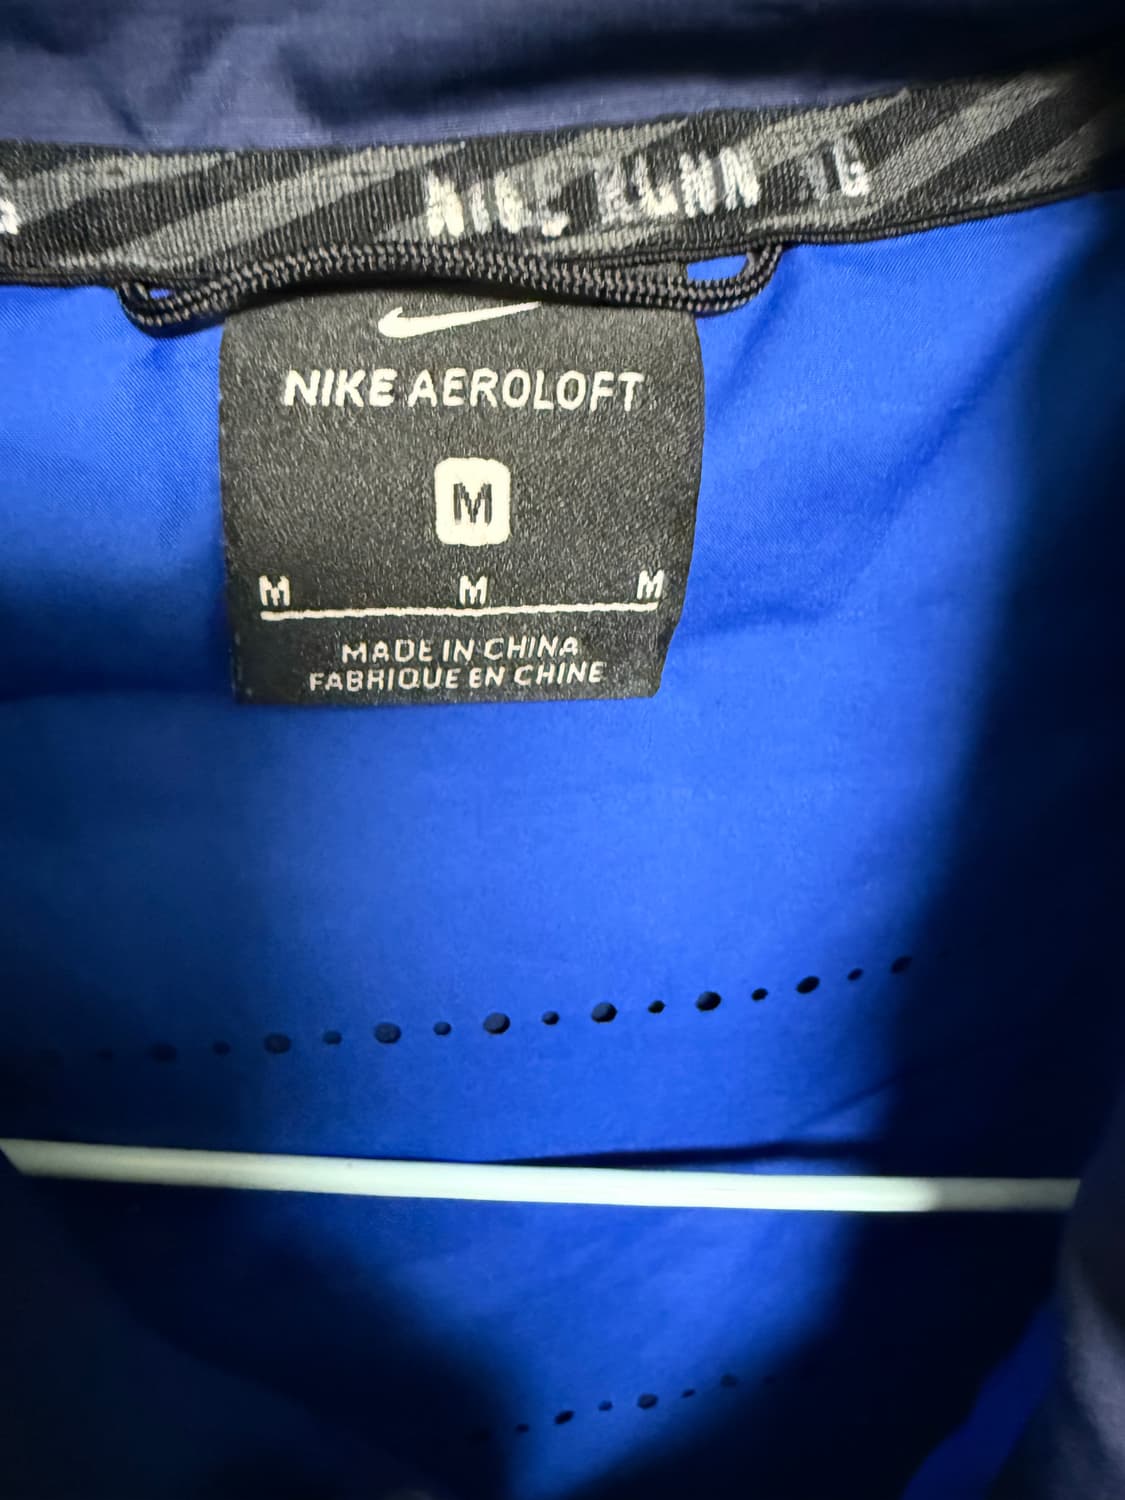 NIKE AEROLOFT
M
M M M
MADE IN CHINA
FABRIQUE EN CHINE